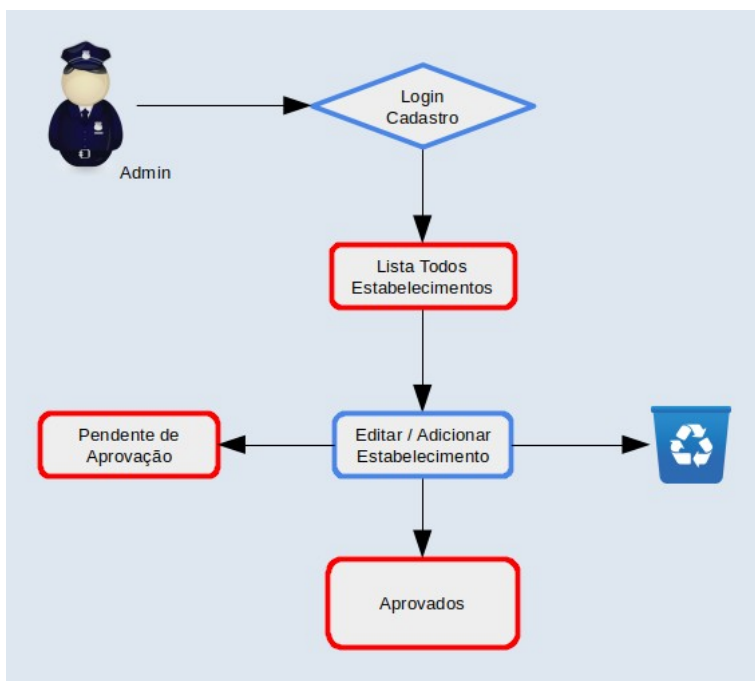 Login
Cadastro
Admin
Lista Todos
Estabelecimentos
Pendente de
Aprovação
Editar / Adicionar
Estabelecimento
Aprovados